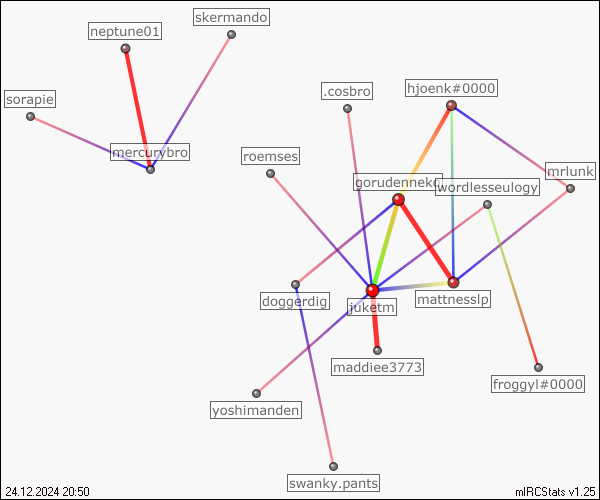 skermando
neptune01
.cosbro
hjoenk#0000
sorapie
mercurybro
roemses
mrlunk
gorudenneko
wordlesseulogy
doggerdig
juketm
mattnesslp
maddiee3773
froggyl#0000
yoshimanden
swanky.pants
24.12.2024 20:50
mIRCStats v1.25